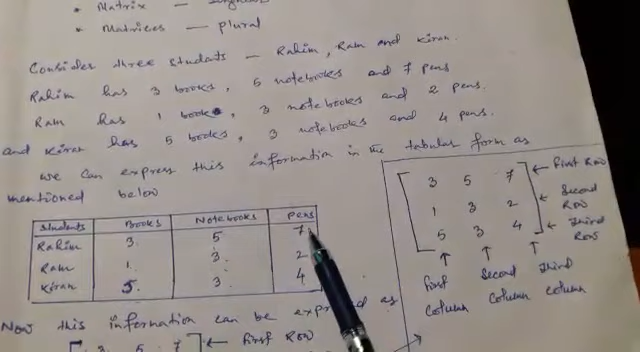 • Matrix —
• Matrices — plural
Consider three students — Rahim, Ram and Kiran.
Rahim has 3 books, 5 notebooks and 7 pens
Ram has 1 book, 3 notebooks and 2 pens.
and Kiran has 5 books, 3 notebooks and 4 pens.
we can express this information in the tabular form as
mentioned below
Students Books Notebooks Pens
Rahim 3. 5 7
Ram 1. 3. 2
Kiran 5. 3. 4
3 5 7 ← First Row
1 3 2 ← Second Row
5 3 4 ← Third Row
↑ ↑ ↑
first Second Third
column column column
Now this information can be expressed as
[3 5 7] ← First Row